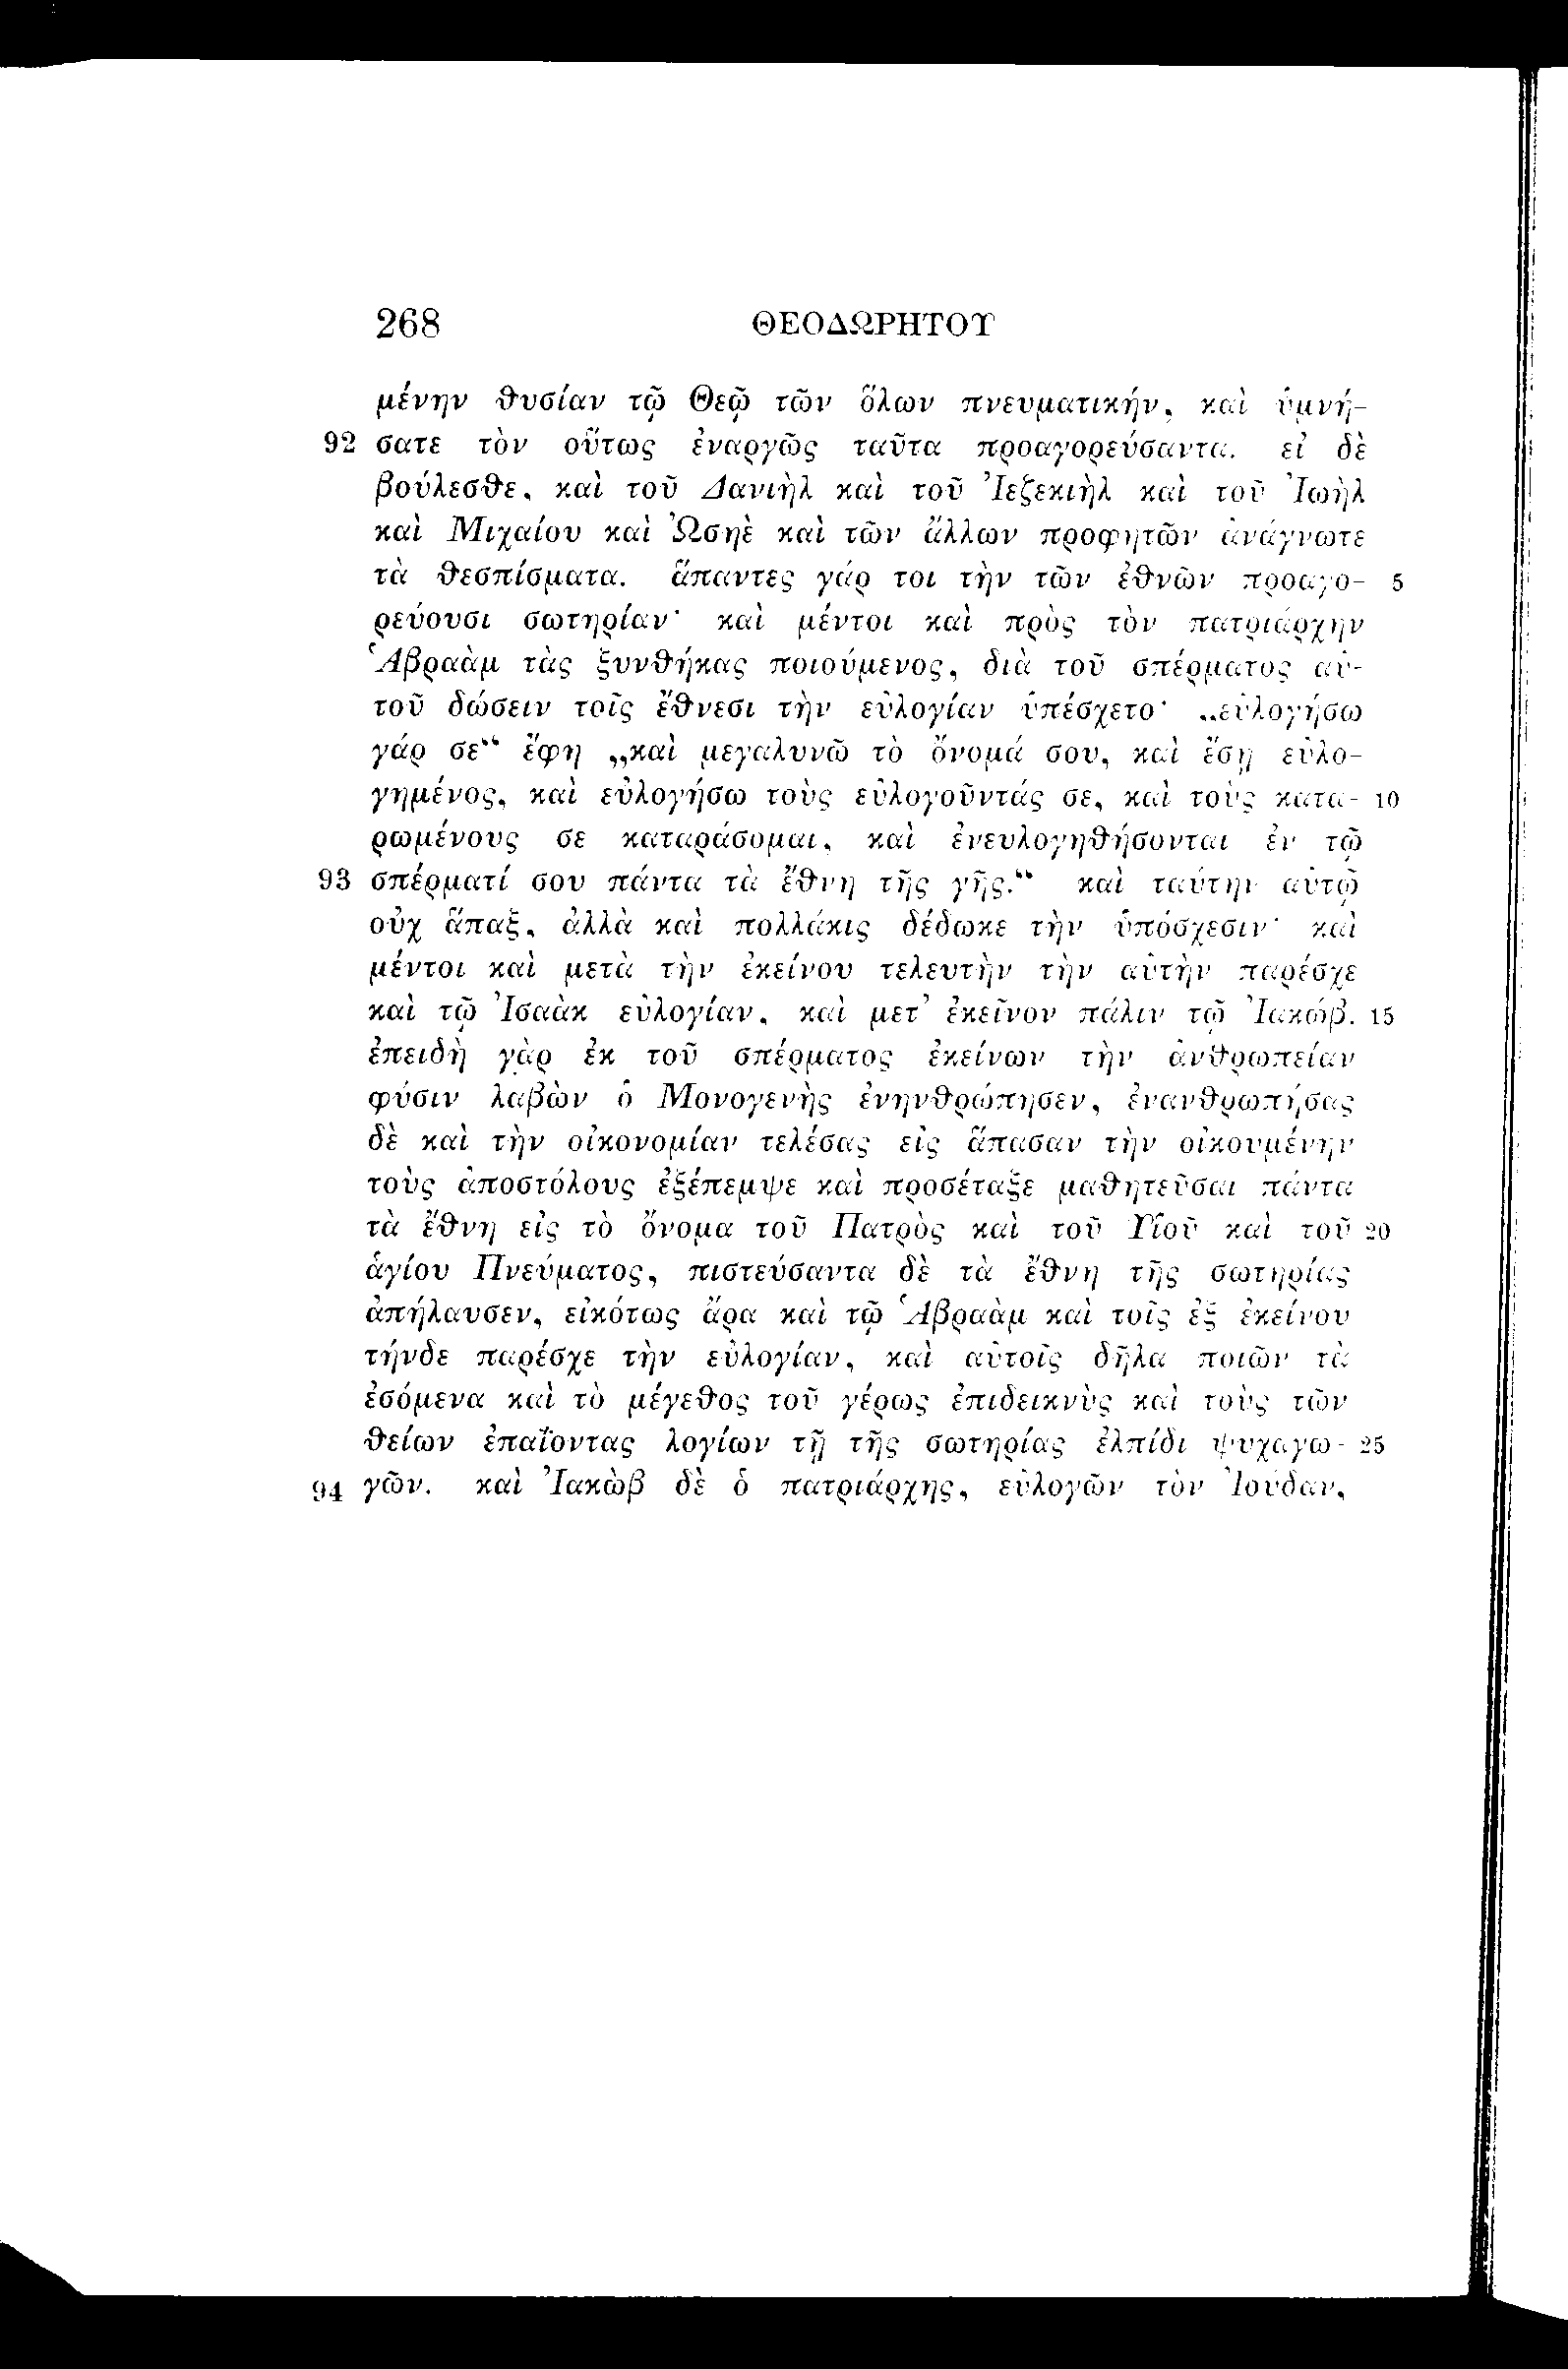 268 ΘΕΟΔΩΡΗΤΟΥ
μένην θυσίαν τῷ Θεῷ τῶν ὅλων πνευματικήν, καὶ ὑμνή-
92 σατε τὸν οὕτως ἐναργῶς ταῦτα προαγορεύσαντα. εἰ δὲ
βούλεσθε, καὶ τοῦ Δανιὴλ καὶ τοῦ Ἰεζεκιὴλ καὶ τοῦ Ἰωὴλ
καὶ Μιχαίου καὶ Ὠσηὲ καὶ τῶν ἄλλων προφητῶν ἀνάγνωτε
τὰ θεσπίσματα. ἅπαντες γάρ τοι τὴν τῶν ἐθνῶν προαγο- 5
ρεύουσι σωτηρίαν· καὶ μέντοι καὶ πρὸς τὸν πατριάρχην
Ἁβραὰμ τὰς ξυνθήκας ποιούμενος, διὰ τοῦ σπέρματος αὐ-
τοῦ δώσειν τοῖς ἔθνεσι τὴν εὐλογίαν ὑπέσχετο· „εὐλογήσω
γάρ σε“ ἔφη „καὶ μεγαλυνῶ τὸ ὄνομά σου, καὶ ἔσῃ εὐλο-
γημένος, καὶ εὐλογήσω τοὺς εὐλογοῦντάς σε, καὶ τοὺς κατα- 10
ρωμένους σε καταράσομαι, καὶ ἐνευλογηθήσονται ἐν τῷ
93 σπέρματί σου πάντα τὰ ἔθνη τῆς γῆς.“ καὶ ταύτην αὐτῷ
οὐχ ἅπαξ, ἀλλὰ καὶ πολλάκις δέδωκε τὴν ὑπόσχεσιν· καὶ
μέντοι καὶ μετὰ τὴν ἐκείνου τελευτὴν τὴν αὐτὴν παρέσχε
καὶ τῷ Ἰσαὰκ εὐλογίαν, καὶ μετ’ ἐκεῖνον πάλιν τῷ Ἰακώβ. 15
ἐπειδὴ γὰρ ἐκ τοῦ σπέρματος ἐκείνων τὴν ἀνθρωπείαν
φύσιν λαβὼν ὁ Μονογενὴς ἐνηνθρώπησεν, ἐνανθρωπήσας
δὲ καὶ τὴν οἰκονομίαν τελέσας εἰς ἅπασαν τὴν οἰκουμένην
τοὺς ἀποστόλους ἐξέπεμψε καὶ προσέταξε μαθητεῦσαι πάντα
τὰ ἔθνη εἰς τὸ ὄνομα τοῦ Πατρὸς καὶ τοῦ Υἱοῦ καὶ τοῦ 20
ἁγίου Πνεύματος, πιστεύσαντα δὲ τὰ ἔθνη τῆς σωτηρίας
ἀπήλαυσεν, εἰκότως ἄρα καὶ τῷ Ἁβραὰμ καὶ τοῖς ἐξ ἐκείνου
τήνδε παρέσχε τὴν εὐλογίαν, καὶ αὐτοῖς δῆλα ποιῶν τὰ
ἐσόμενα καὶ τὸ μέγεθος τοῦ γέρως ἐπιδεικνὺς καὶ τοὺς τῶν
θείων ἐπαΐοντας λογίων τῇ τῆς σωτηρίας ἐλπίδι ψυχαγω- 25
94 γῶν. καὶ Ἰακὼβ δὲ ὁ πατριάρχης, εὐλογῶν τὸν Ἰούδαν,